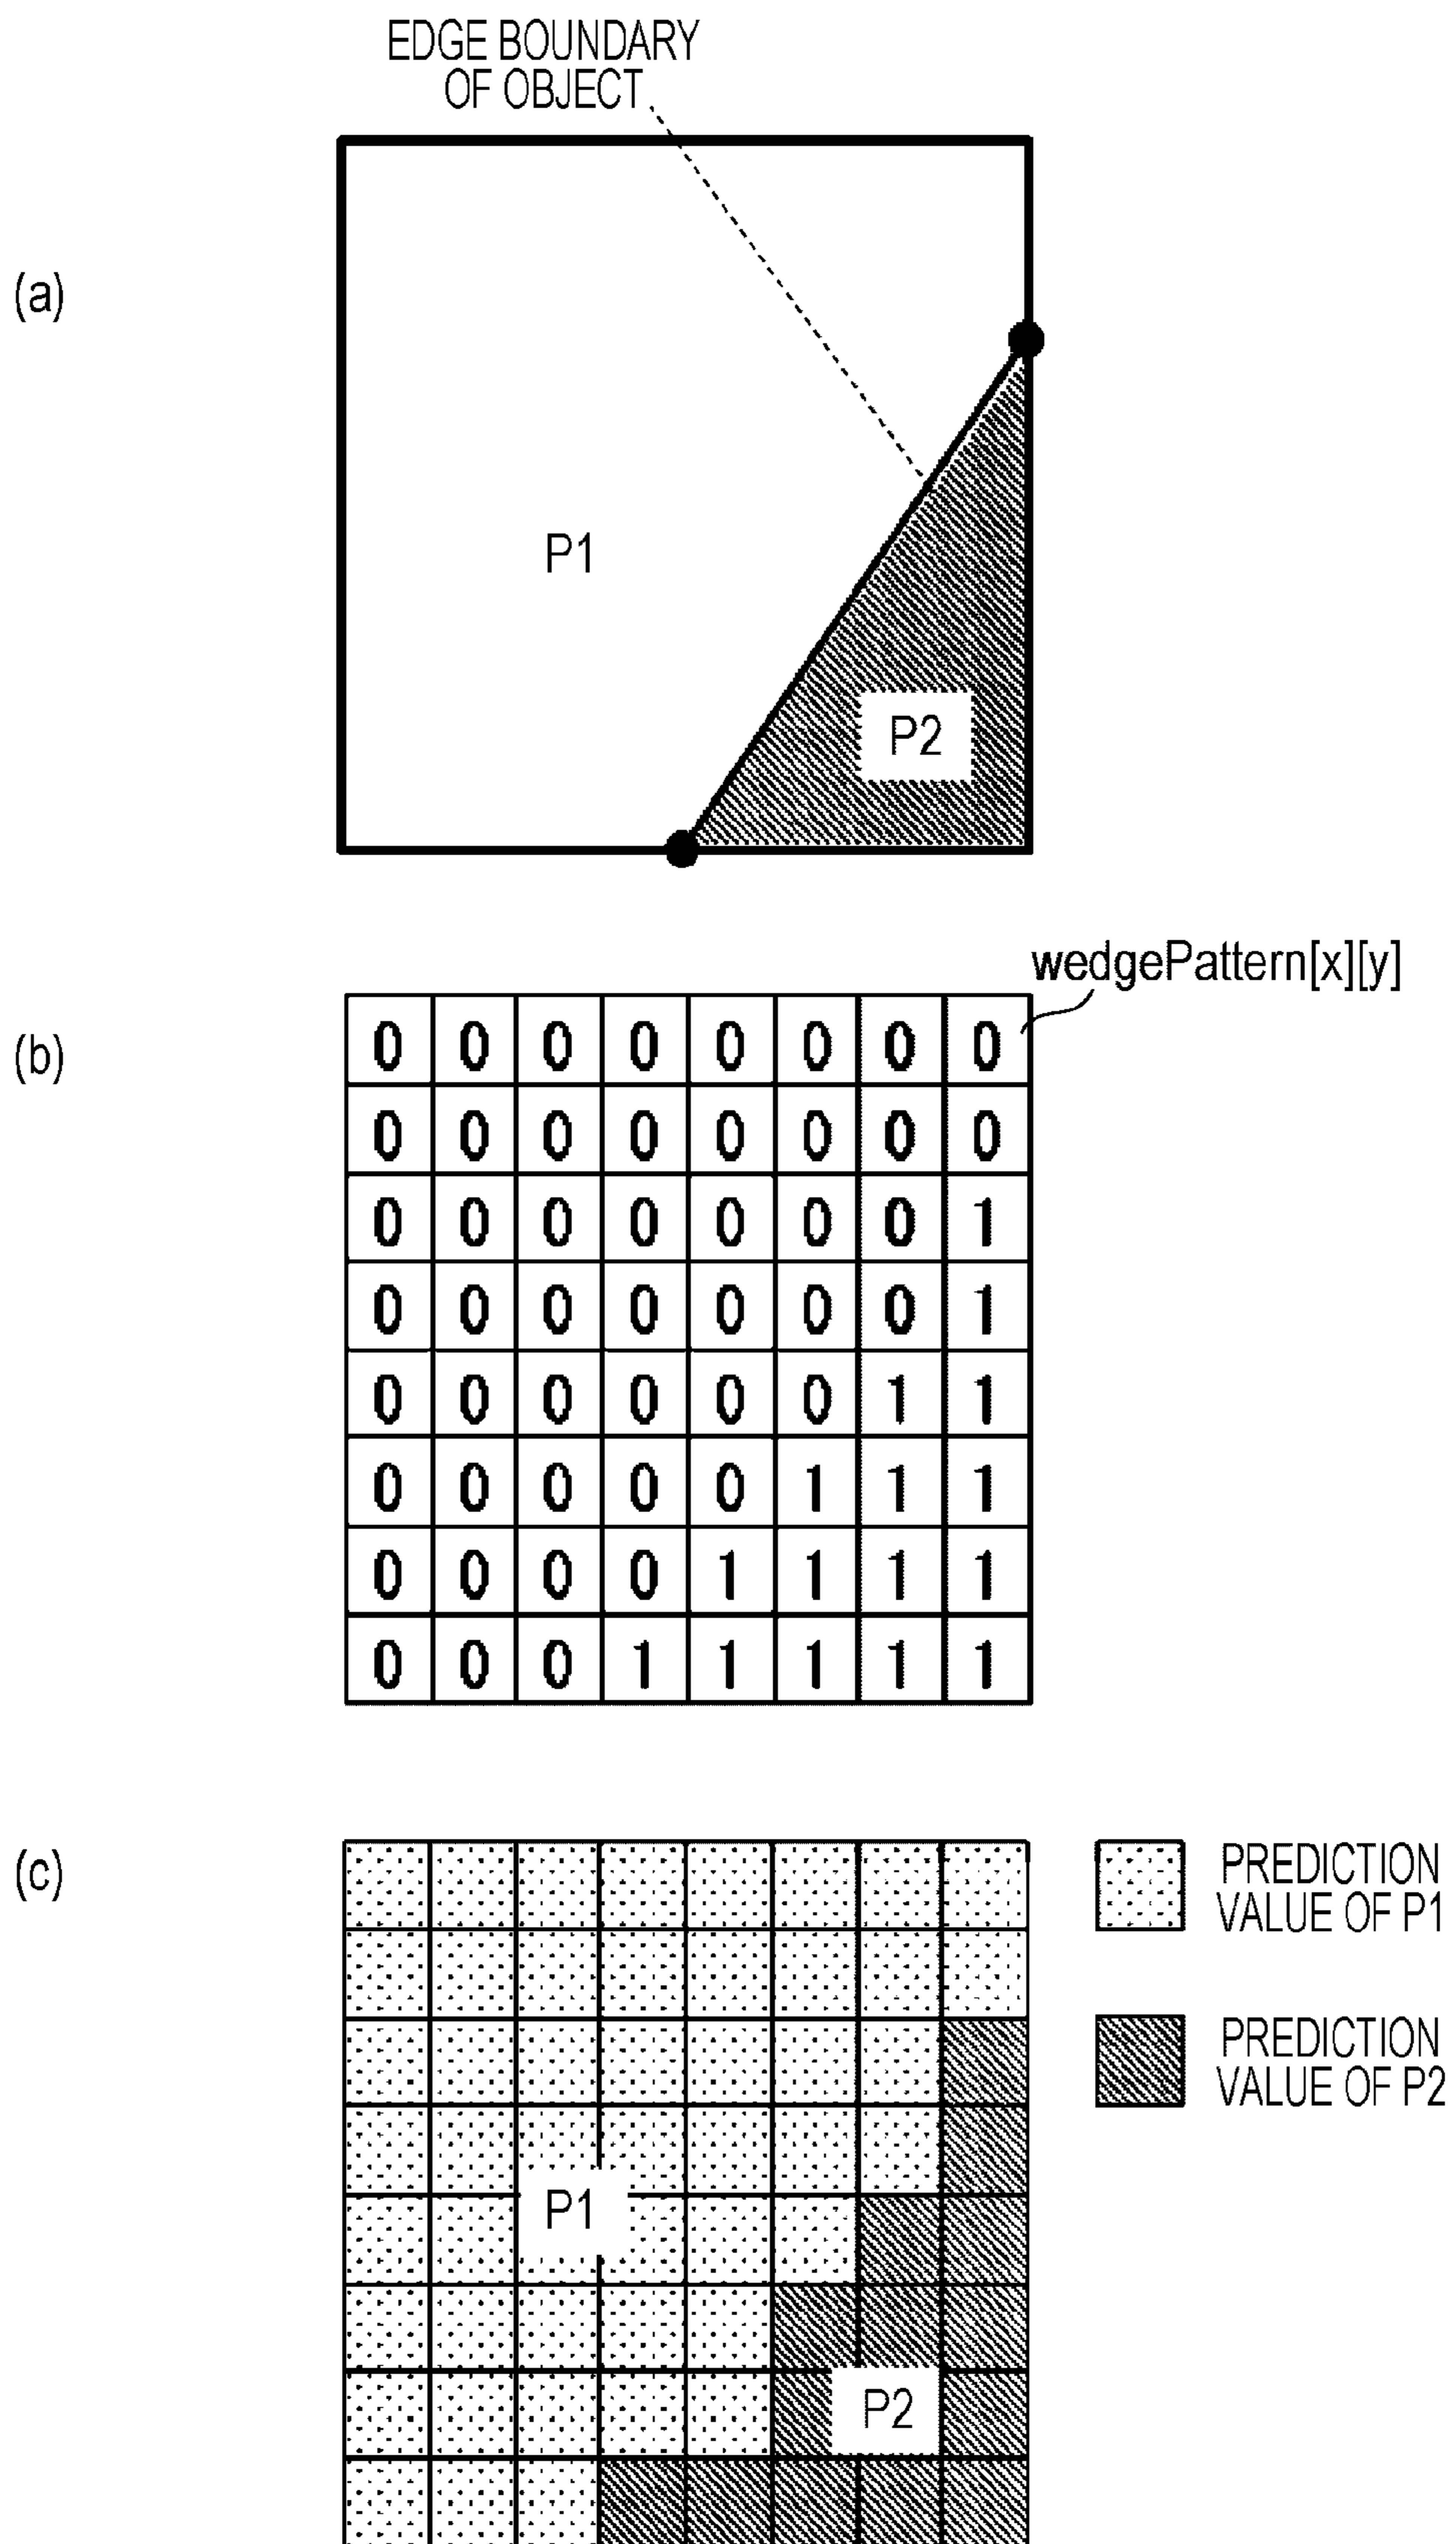 EDGE BOUNDARY
OF OBJECT
(a)
P1
P2
wedgePattern[x][y]
(b)
0 0 0 0 0 0 0 0
0 0 0 0 0 0 0 0
0 0 0 0 0 0 0 1
0 0 0 0 0 0 0 1
0 0 0 0 0 0 1 1
0 0 0 0 0 1 1 1
0 0 0 0 1 1 1 1
0 0 0 1 1 1 1 1
(c)
PRECICTION
VALUE OF P1
PREDICTION
VALUE OF P2
P1
P2